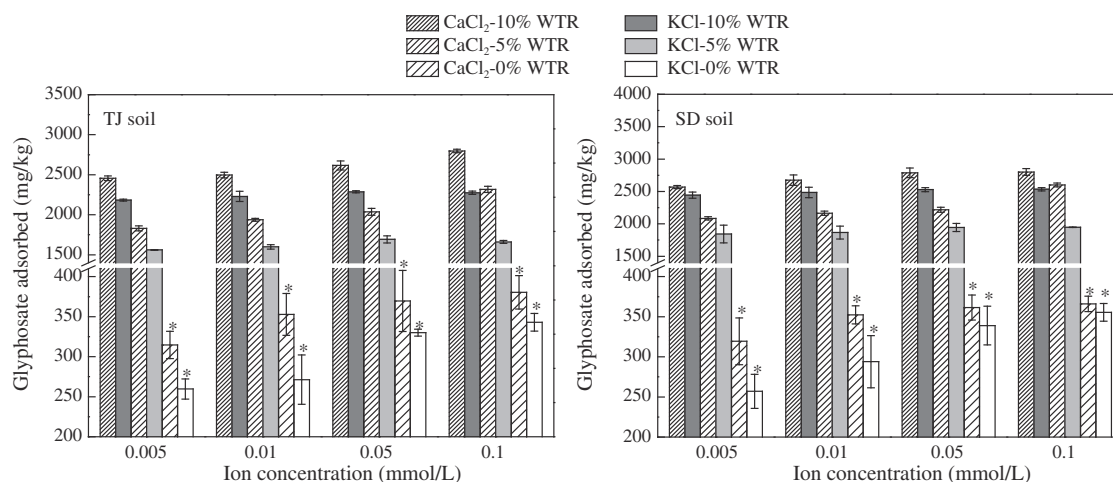 CaCl₂-10% WTR KCl-10% WTR
CaCl₂-5% WTR KCl-5% WTR
CaCl₂-0% WTR KCl-0% WTR
TJ soil
Glyphosate adsorbed (mg/kg)
3500
3000
2500
2000
1500
400
350
300
250
200
* * * * * * * *
0.005 0.01 0.05 0.1
Ion concentration (mmol/L)
SD soil
Glyphosate adsorbed (mg/kg)
4000
3500
3000
2500
2000
1500
400
350
300
250
200
* * * * * * * *
0.005 0.01 0.05 0.1
Ion concentration (mmol/L)